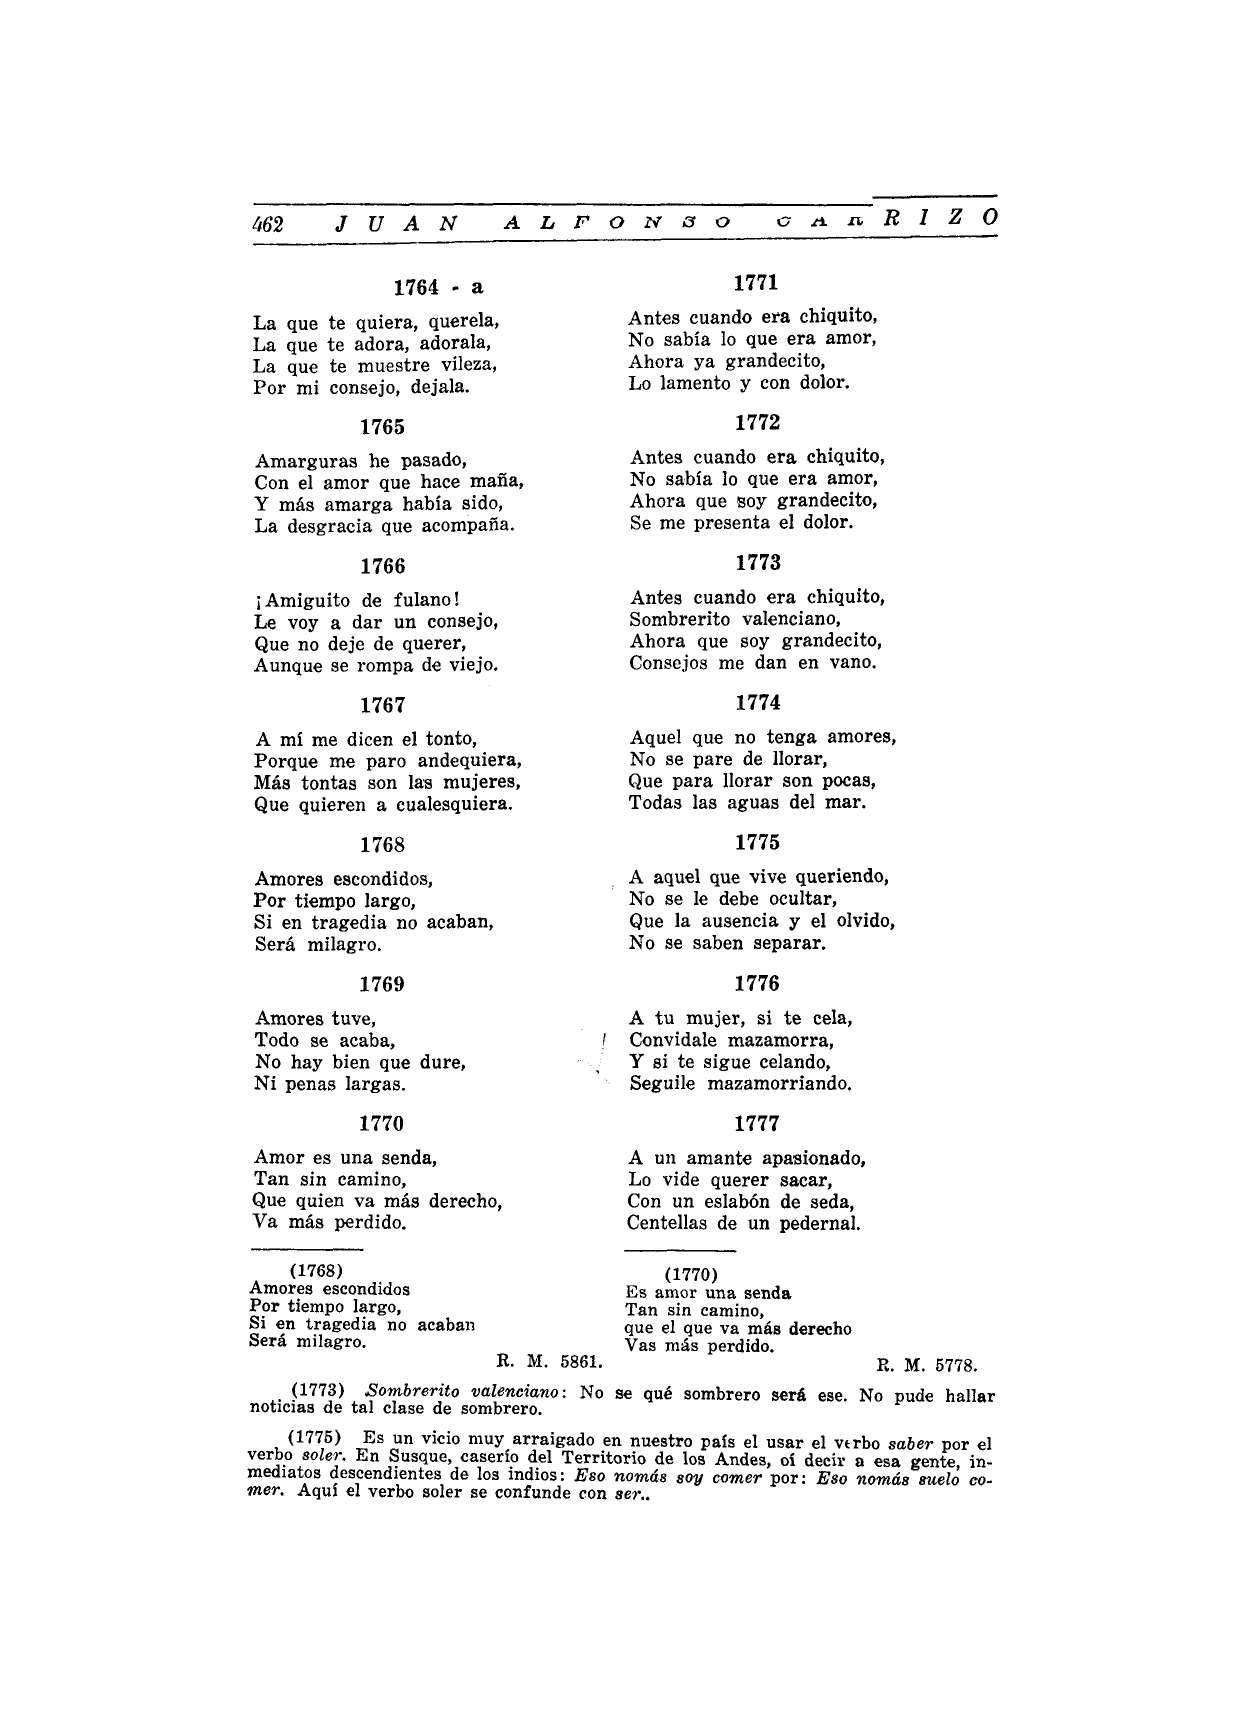 462 JUAN ALFONSO CARRIZO
1764 - a
La que te quiera, querela,
La que te adora, adorala,
La que te muestre vileza,
Por mi consejo, dejala.
1765
Amarguras he pasado,
Con el amor que hace maña,
Y más amarga había sido,
La desgracia que acompaña.
1766
¡Amiguito de fulano!
Le voy a dar un consejo,
Que no deje de querer,
Aunque se rompa de viejo.
1767
A mí me dicen el tonto,
Porque me paro andequiera,
Más tontas son las mujeres,
Que quieren a cualesquiera.
1768
Amores escondidos,
Por tiempo largo,
Si en tragedia no acaban,
Será milagro.
1769
Amores tuve,
Todo se acaba,
No hay bien que dure,
Ni penas largas.
1770
Amor es una senda,
Tan sin camino,
Que quien va más derecho,
Va más perdido.
1771
Antes cuando era chiquito,
No sabía lo que era amor,
Ahora ya grandecito,
Lo lamento y con dolor.
1772
Antes cuando era chiquito,
No sabía lo que era amor,
Ahora que soy grandecito,
Se me presenta el dolor.
1773
Antes cuando era chiquito,
Sombrerito valenciano,
Ahora que soy grandecito,
Consejos me dan en vano.
1774
Aquel que no tenga amores,
No se pare de llorar,
Que para llorar son pocas,
Todas las aguas del mar.
1775
A aquel que vive queriendo,
No se le debe ocultar,
Que la ausencia y el olvido,
No se saben separar.
1776
A tu mujer, si te cela,
Convidale mazamorra,
Y si te sigue celando,
Seguile mazamorriando.
1777
A un amante apasionado,
Lo vide querer sacar,
Con un eslabón de seda,
Centellas de un pedernal.
(1768)
Amores escondidos
Por tiempo largo,
Si en tragedia no acaban
Será milagro.
R. M. 5861.
(1770)
Es amor una senda
Tan sin camino,
que el que va más derecho
Vas más perdido.
R. M. 5778.
(1773) Sombrerito valenciano: No se qué sombrero será ese. No pude hallar
noticias de tal clase de sombrero.
(1775) Es un vicio muy arraigado en nuestro país el usar el verbo saber por el
verbo soler. En Susque, caserío del Territorio de los Andes, oí decir a esa gente, in-
mediatos descendientes de los indios: Eso nomás soy comer por: Eso nomás suelo co-
mer. Aquí el verbo soler se confunde con ser..